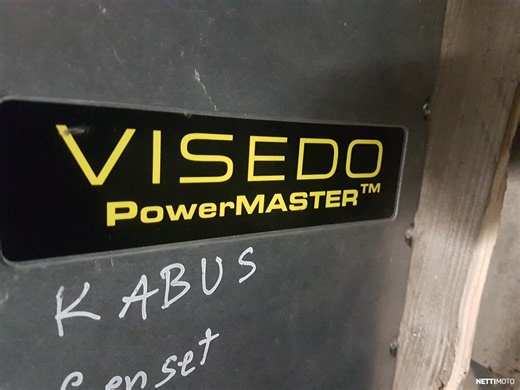 VISEDO
PowerMASTER™
KABUS
Genset
NETTIMOTO